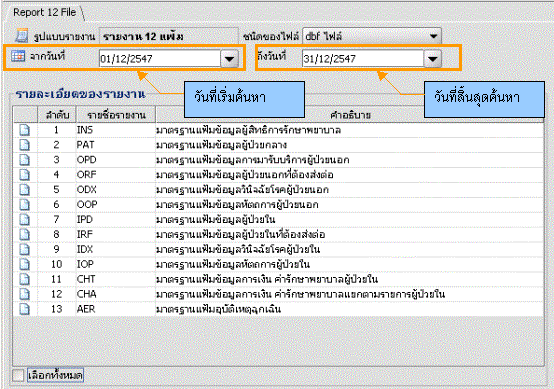 Report 12 File
รูปแบบรายงาน รายงาน 12 แฟ้ม ชนิดของไฟล์ dbf ไฟล์
จากวันที่ 01/12/2547 ถึงวันที่ 31/12/2547
รายละเอียดของรายงาน วันที่เริ่มค้นหา วันที่สิ้นสุดค้นหา
ลำดับ รายชื่อรายงาน คำอธิบาย
1 INS มาตรฐานแฟ้มข้อมูลผู้มีสิทธิการรักษาพยาบาล
2 PAT มาตรฐานแฟ้มข้อมูลผู้ป่วยกลาง
3 OPD มาตรฐานแฟ้มข้อมูลการมารับบริการผู้ป่วยนอก
4 ORF มาตรฐานแฟ้มข้อมูลผู้ป่วยนอกที่ต้องส่งต่อ
5 ODX มาตรฐานแฟ้มข้อมูลวินิจฉัยโรคผู้ป่วยนอก
6 OOP มาตรฐานแฟ้มข้อมูลหัตถการผู้ป่วยนอก
7 IPD มาตรฐานแฟ้มข้อมูลผู้ป่วยใน
8 IRF มาตรฐานแฟ้มข้อมูลผู้ป่วยในที่ต้องส่งต่อ
9 IDX มาตรฐานแฟ้มข้อมูลวินิจฉัยโรคผู้ป่วยใน
10 IOP มาตรฐานแฟ้มข้อมูลหัตถการผู้ป่วยใน
11 CHT มาตรฐานแฟ้มข้อมูลการเงิน ค่ารักษาพยาบาลผู้ป่วยใน
12 CHA มาตรฐานแฟ้มข้อมูลการเงิน ค่ารักษาพยาบาลแยกตามรายการผู้ป่วยใน
13 AER มาตรฐานแฟ้มอุบัติเหตุฉุกเฉิน
เลือกทั้งหมด